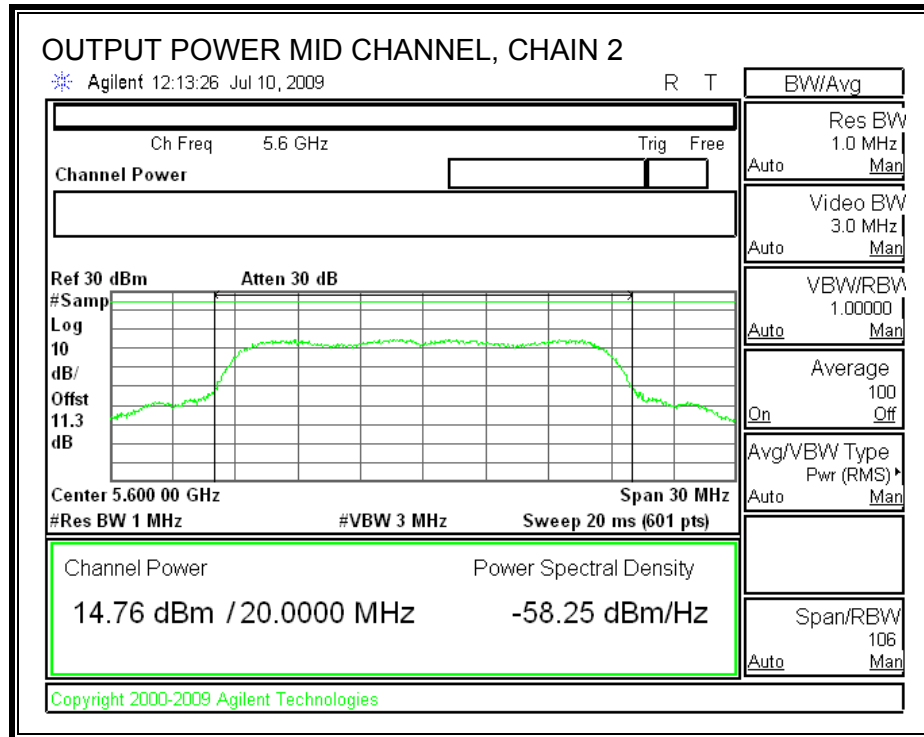 OUTPUT POWER MID CHANNEL, CHAIN 2
Agilent 12:13:26 Jul 10, 2009 R T
Ch Freq 5.6 GHz Trig Free
Channel Power
Ref 30 dBm Atten 30 dB
#Samp
Log
10
dB/
Offst
11.3
dB
Center 5.600 00 GHz Span 30 MHz
#Res BW 1 MHz #VBW 3 MHz Sweep 20 ms (601 pts)
Channel Power Power Spectral Density
14.76 dBm / 20.0000 MHz -58.25 dBm/Hz
Copyright 2000-2009 Agilent Technologies
BW/Avg
Res BW
1.0 MHz
Auto Man
Video BW
3.0 MHz
Auto Man
VBW/RBW
1.00000
Auto Man
Average
100
On Off
Avg/VBW Type
Pwr (RMS)
Auto Man
Span/RBW
106
Auto Man